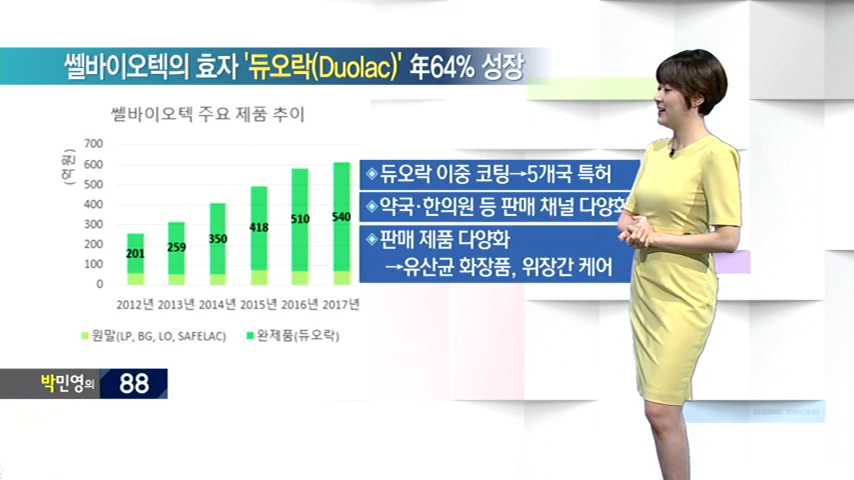 쎌바이오텍의 효자 '듀오락(Duolac)' 年64% 성장
쎌바이오텍 주요 제품 추이
(억원)
700
600
500
400
300
200
100
0
201
259
350
418
510
540
2012년 2013년 2014년 2015년 2016년 2017년
원말(LP, BG, LO, SAFELAC) 완제품(듀오락)
듀오락 이중 코팅→5개국 특허
약국·한의원 등 판매 채널 다양화
판매 제품 다양화
→유산균 화장품, 위장간 케어
박민영의 88
CLOSING STRATEGY